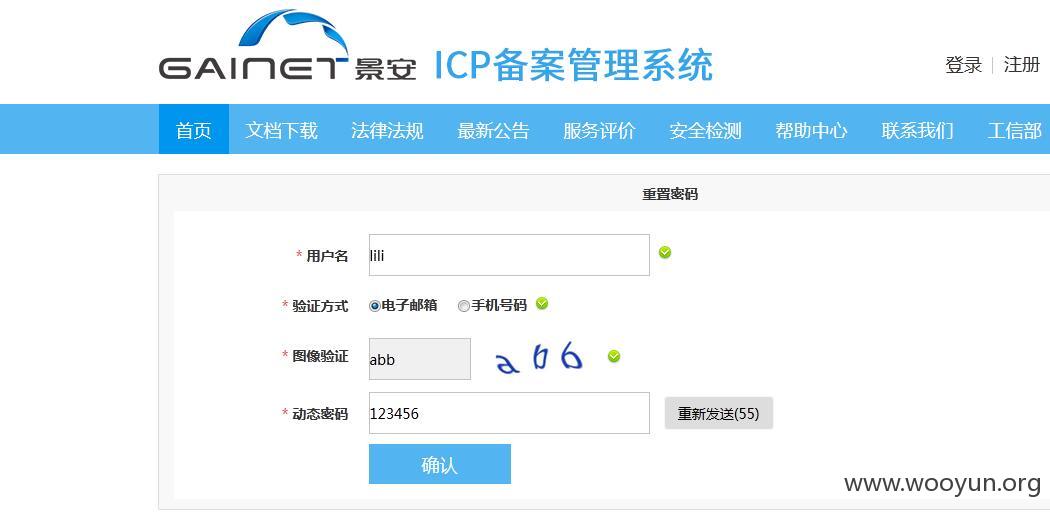 GAINET 景安 ICP备案管理系统
登录 | 注册
首页 文档下载 法律法规 最新公告 服务评价 安全检测 帮助中心 联系我们 工信部
重置密码
* 用户名 lili
* 验证方式 电子邮箱 手机号码
* 图像验证 abb abb
* 动态密码 123456 重新发送(55)
确认
www.wooyun.org